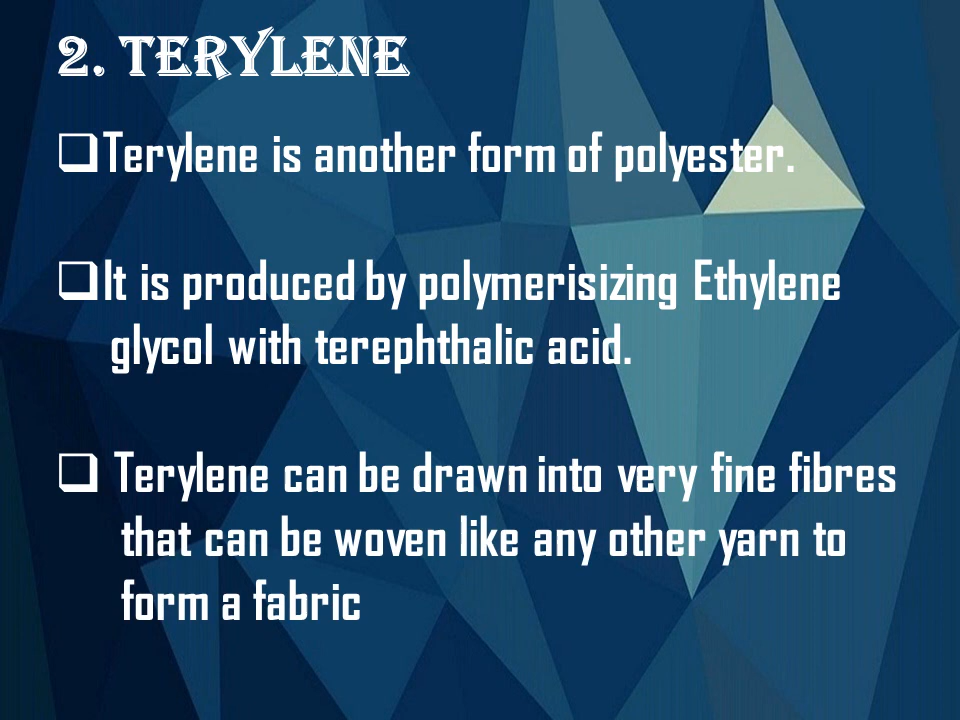 2. TERYLENE
❑Terylene is another form of polyester.
❑It is produced by polymerisizing Ethylene
glycol with terephthalic acid.
❑ Terylene can be drawn into very fine fibres
that can be woven like any other yarn to
form a fabric